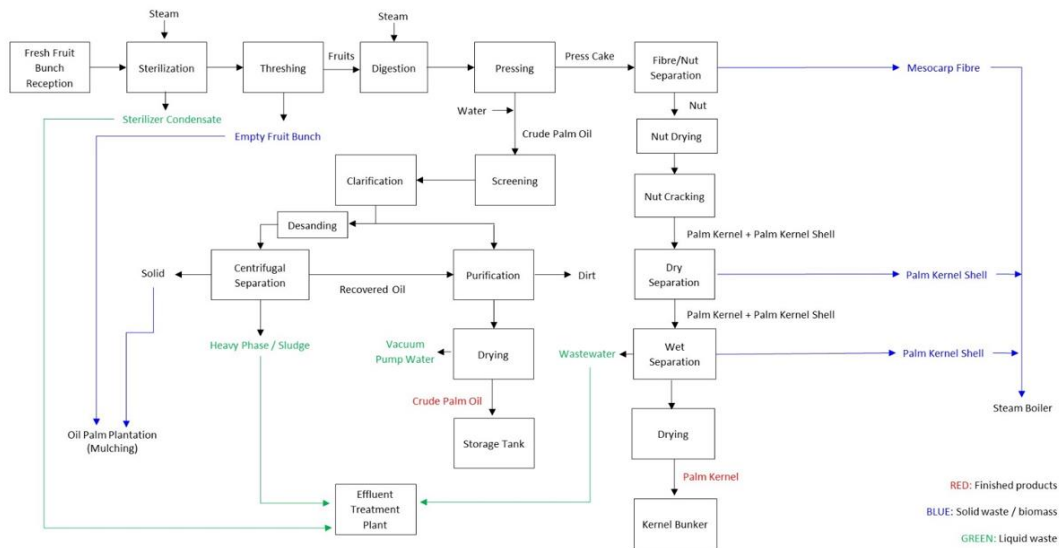 Steam
Steam
Fresh Fruit
Bunch
Reception
Sterilization
Threshing
Fruits
Digestion
Pressing
Press Cake
Fibre/Nut
Separation
Mesocarp Fibre
Sterilizer Condensate
Empty Fruit Bunch
Water
Crude Palm Oil
Nut
Nut Drying
Clarification
Screening
Nut Cracking
Desanding
Palm Kernel + Palm Kernel Shell
Solid
Centrifugal
Separation
Recovered Oil
Purification
Dirt
Dry
Separation
Palm Kernel Shell
Palm Kernel + Palm Kernel Shell
Heavy Phase / Sludge
Vacuum
Pump Water
Drying
Wastewater
Wet
Separation
Palm Kernel Shell
Crude Palm Oil
Steam Boiler
Oil Palm Plantation
(Mulching)
Storage Tank
Drying
Palm Kernel
Effluent
Treatment
Plant
Kernel Bunker
RED: Finished products
BLUE: Solid waste / biomass
GREEN: Liquid waste